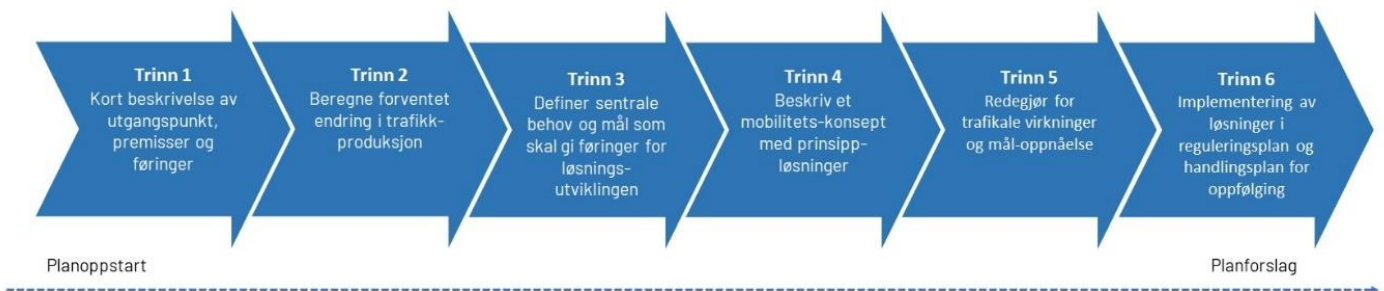 Trinn 1
Kort beskrivelse av
utgangspunkt,
premisser og
føringer
Trinn 2
Beregne forventet
endring i trafikk-
produksjon
Trinn 3
Definer sentrale
behov og mål som
skal gi føringer for
løsnings-
utviklingen
Trinn 4
Beskriv et
mobilitets-konsept
med prinsipp-
løsninger
Trinn 5
Redegjør for
trafikale virkninger
og mål-oppnåelse
Trinn 6
Implementering av
løsninger i
reguleringsplan og
handlingsplan for
oppfølging
Planoppstart
Planforslag